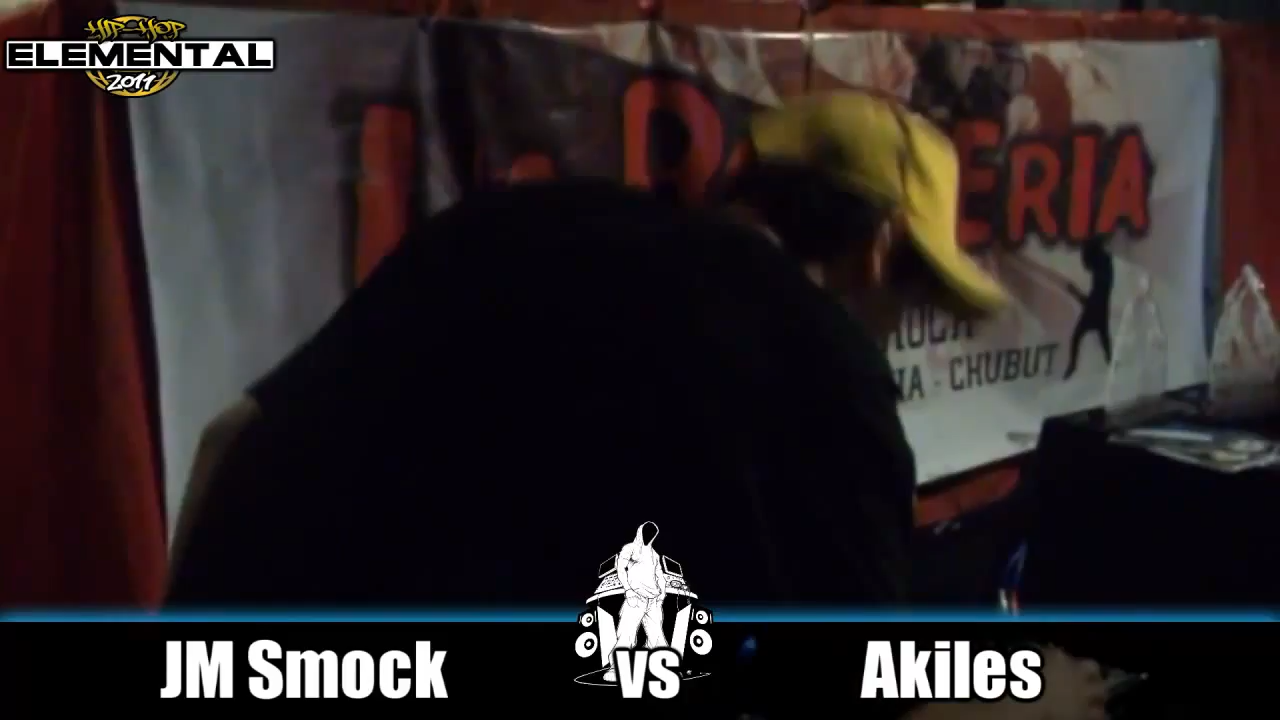 HIP-HOP
ELEMENTAL
2011
ERIA
CHUBUT
JM Smock
vs
Akiles